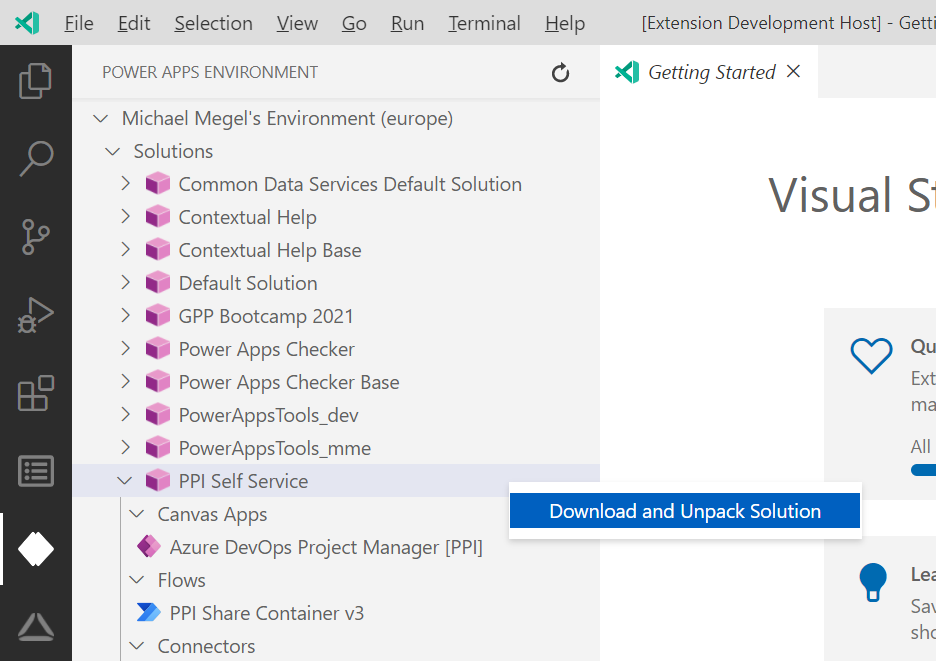 File Edit Selection View Go Run Terminal Help [Extension Development Host] - Getti
POWER APPS ENVIRONMENT
Getting Started
Michael Megel's Environment (europe)
Solutions
Common Data Services Default Solution
Contextual Help
Contextual Help Base
Default Solution
GPP Bootcamp 2021
Power Apps Checker
Power Apps Checker Base
PowerAppsTools_dev
PowerAppsTools_mme
PPI Self Service
Canvas Apps
Azure DevOps Project Manager [PPI]
Flows
PPI Share Container v3
Connectors
Download and Unpack Solution
Visual St
Qu
Ext
ma
All
Lea
Sav
sho